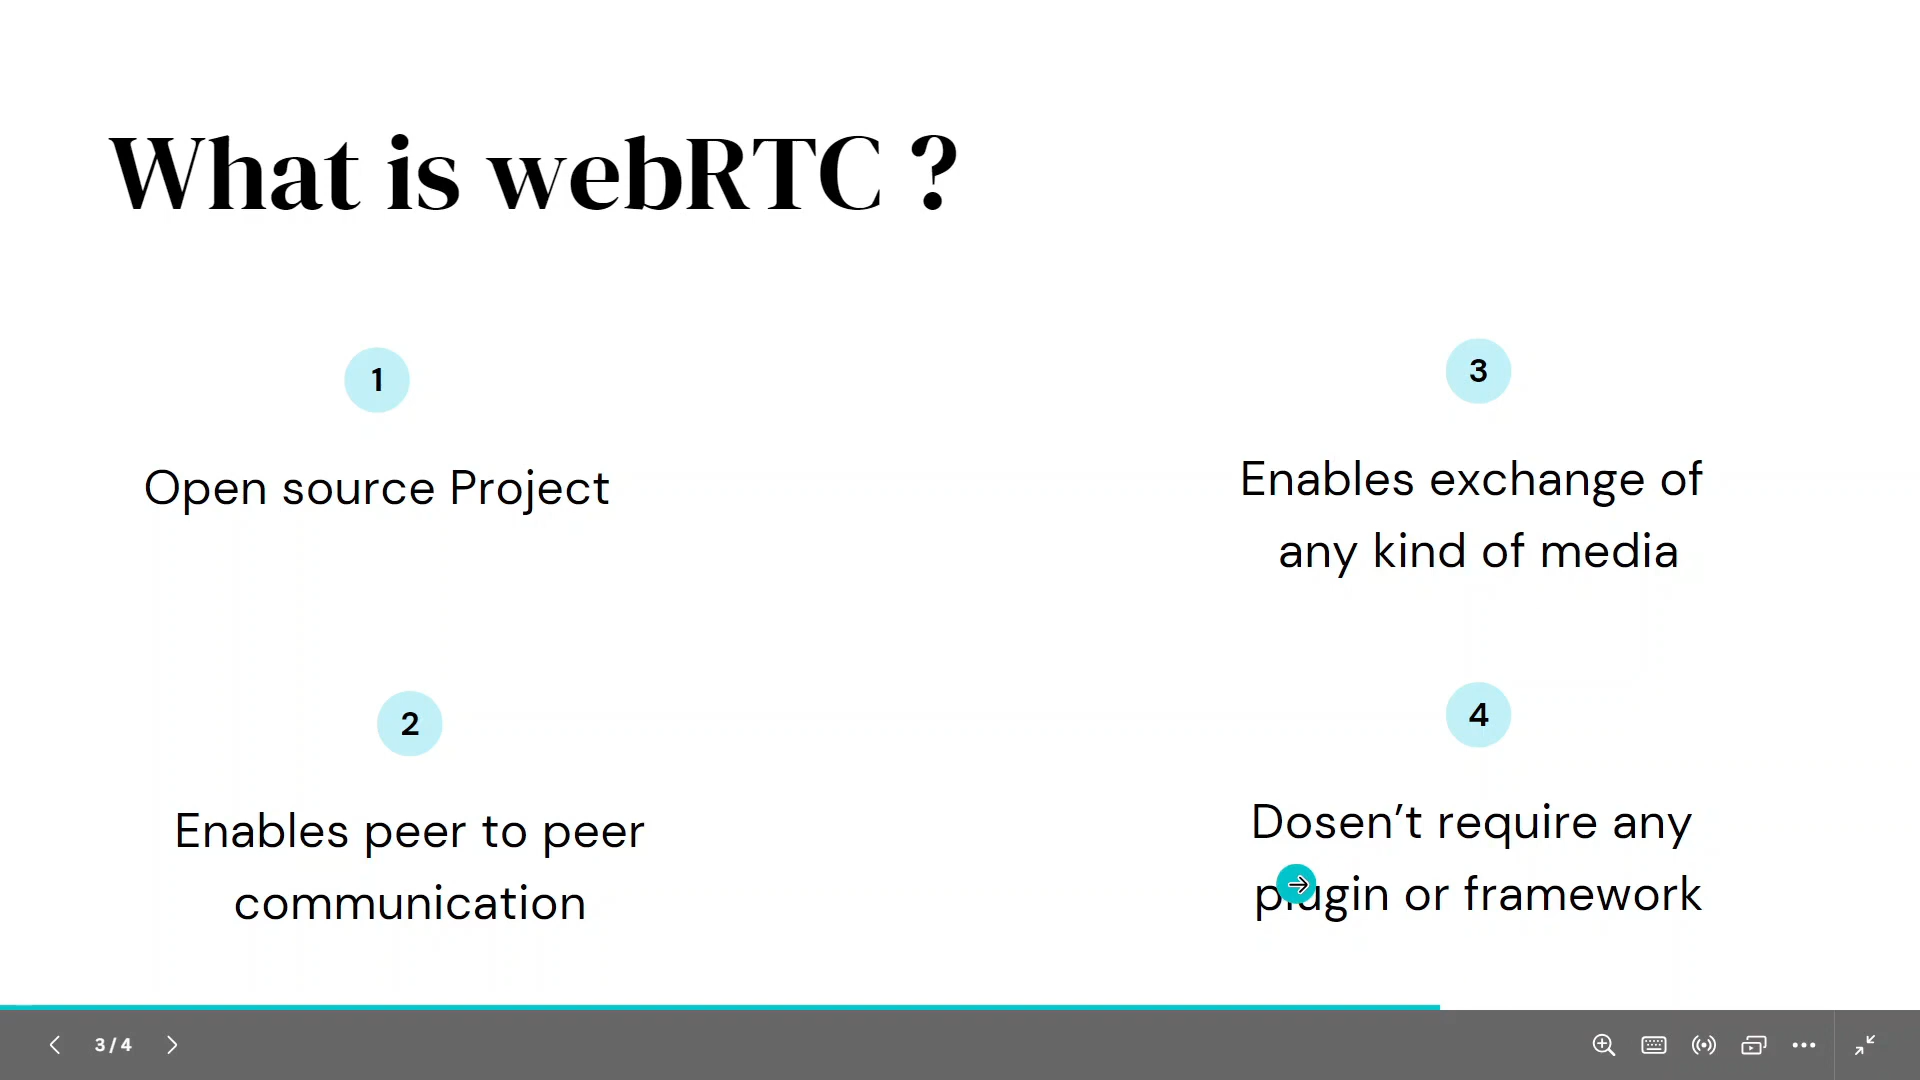 What is webRTC ?
1
Open source Project
2
Enables peer to peer
communication
3
Enables exchange of
any kind of media
4
Dosen’t require any
plugin or framework
3 / 4